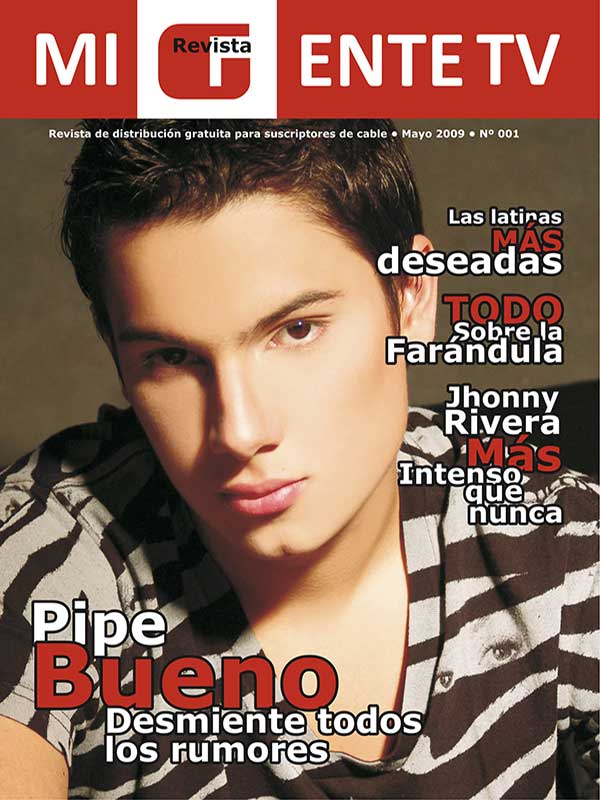 MI Revista G ENTE TV
Revista de distribución gratuita para suscriptores de cable • Mayo 2009 • Nº 001
Las latinas
MÁS
deseadas
TODO
Sobre la
Farándula
Jhonny
Rivera
Más
Intenso
que
nunca
Pipe
Bueno
Desmiente todos
los rumores